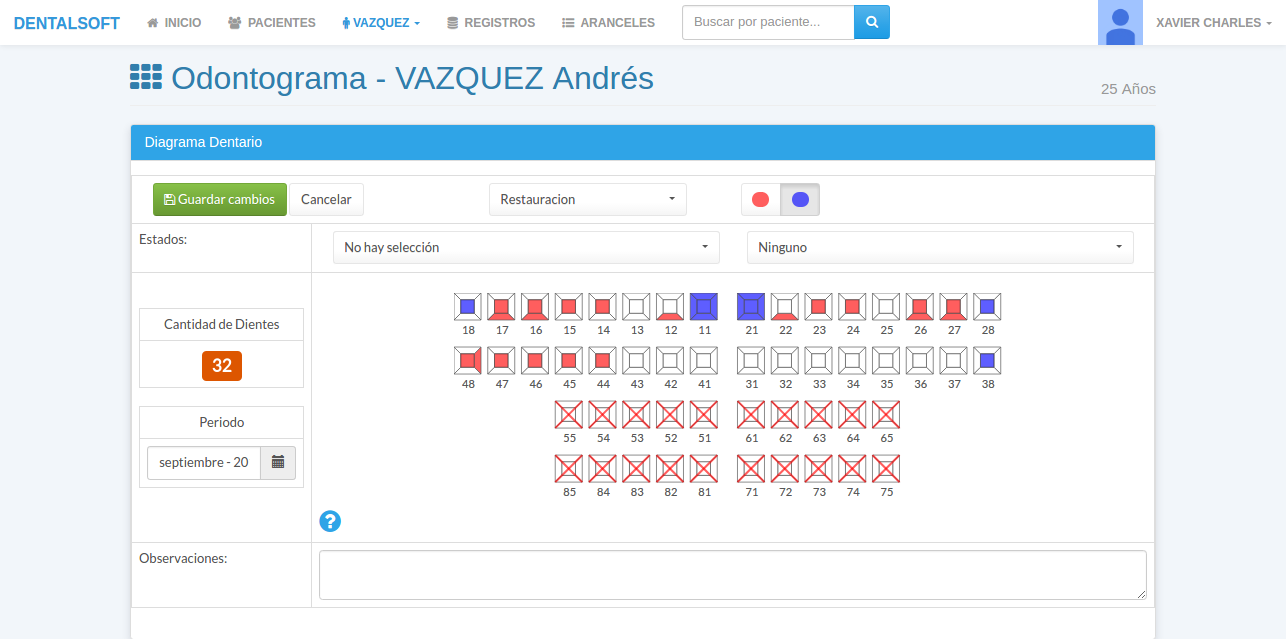 DENTALSOFT INICIO PACIENTES VAZQUEZ REGISTROS ARANCELES Buscar por paciente... XAVIER CHARLES
Odontograma - VAZQUEZ Andrés
25 Años
Diagrama Dentario
Guardar cambios Cancelar Restauracion
Estados: No hay selección Ninguno
18 17 16 15 14 13 12 11 21 22 23 24 25 26 27 28
Cantidad de Dientes
32
48 47 46 45 44 43 42 41 31 32 33 34 35 36 37 38
Periodo
septiembre - 20
55 54 53 52 51 61 62 63 64 65
85 84 83 82 81 71 72 73 74 75
?
Observaciones: